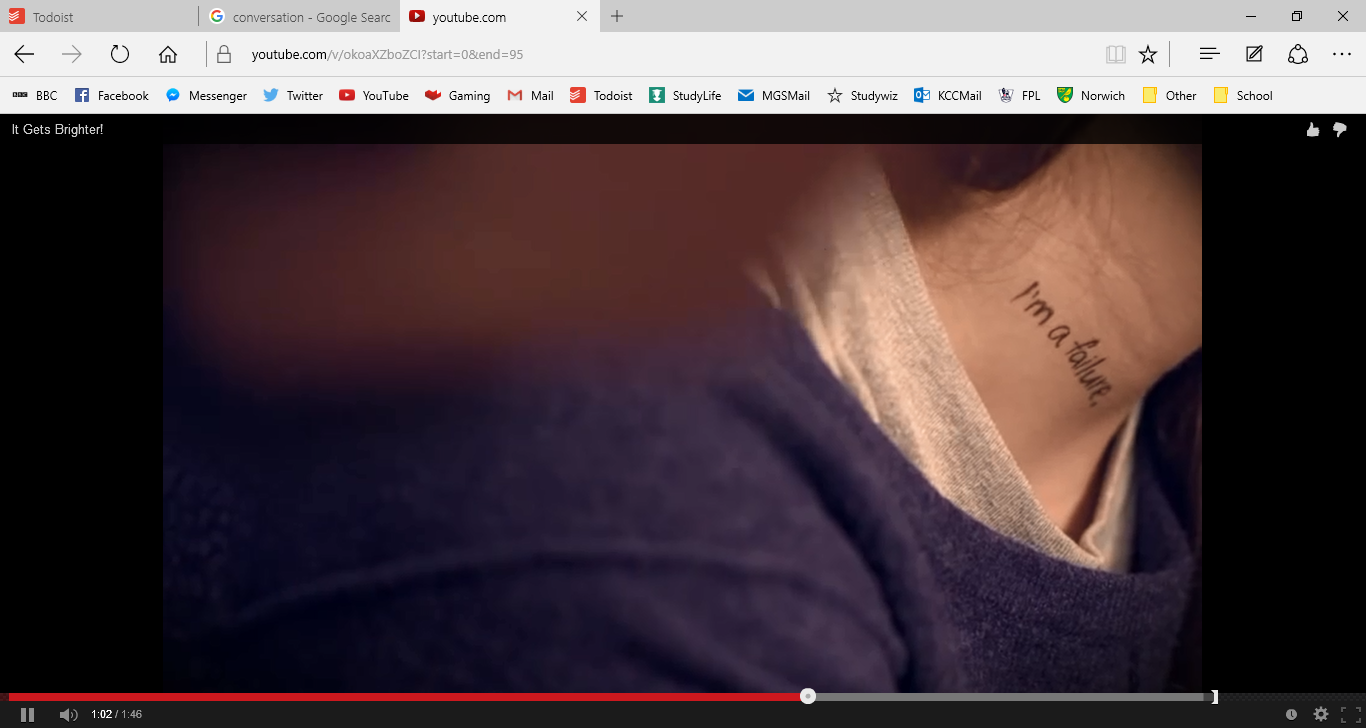 Todoist
conversation - Google Searc
youtube.com
youtube.com/v/okoaXZboZCI?start=0&end=95
BBC Facebook Messenger Twitter YouTube Gaming Mail Todoist StudyLife MGSMail Studywiz KCCMail FPL Norwich Other School
It Gets Brighter!
I'm a failure.
1:02 / 1:46